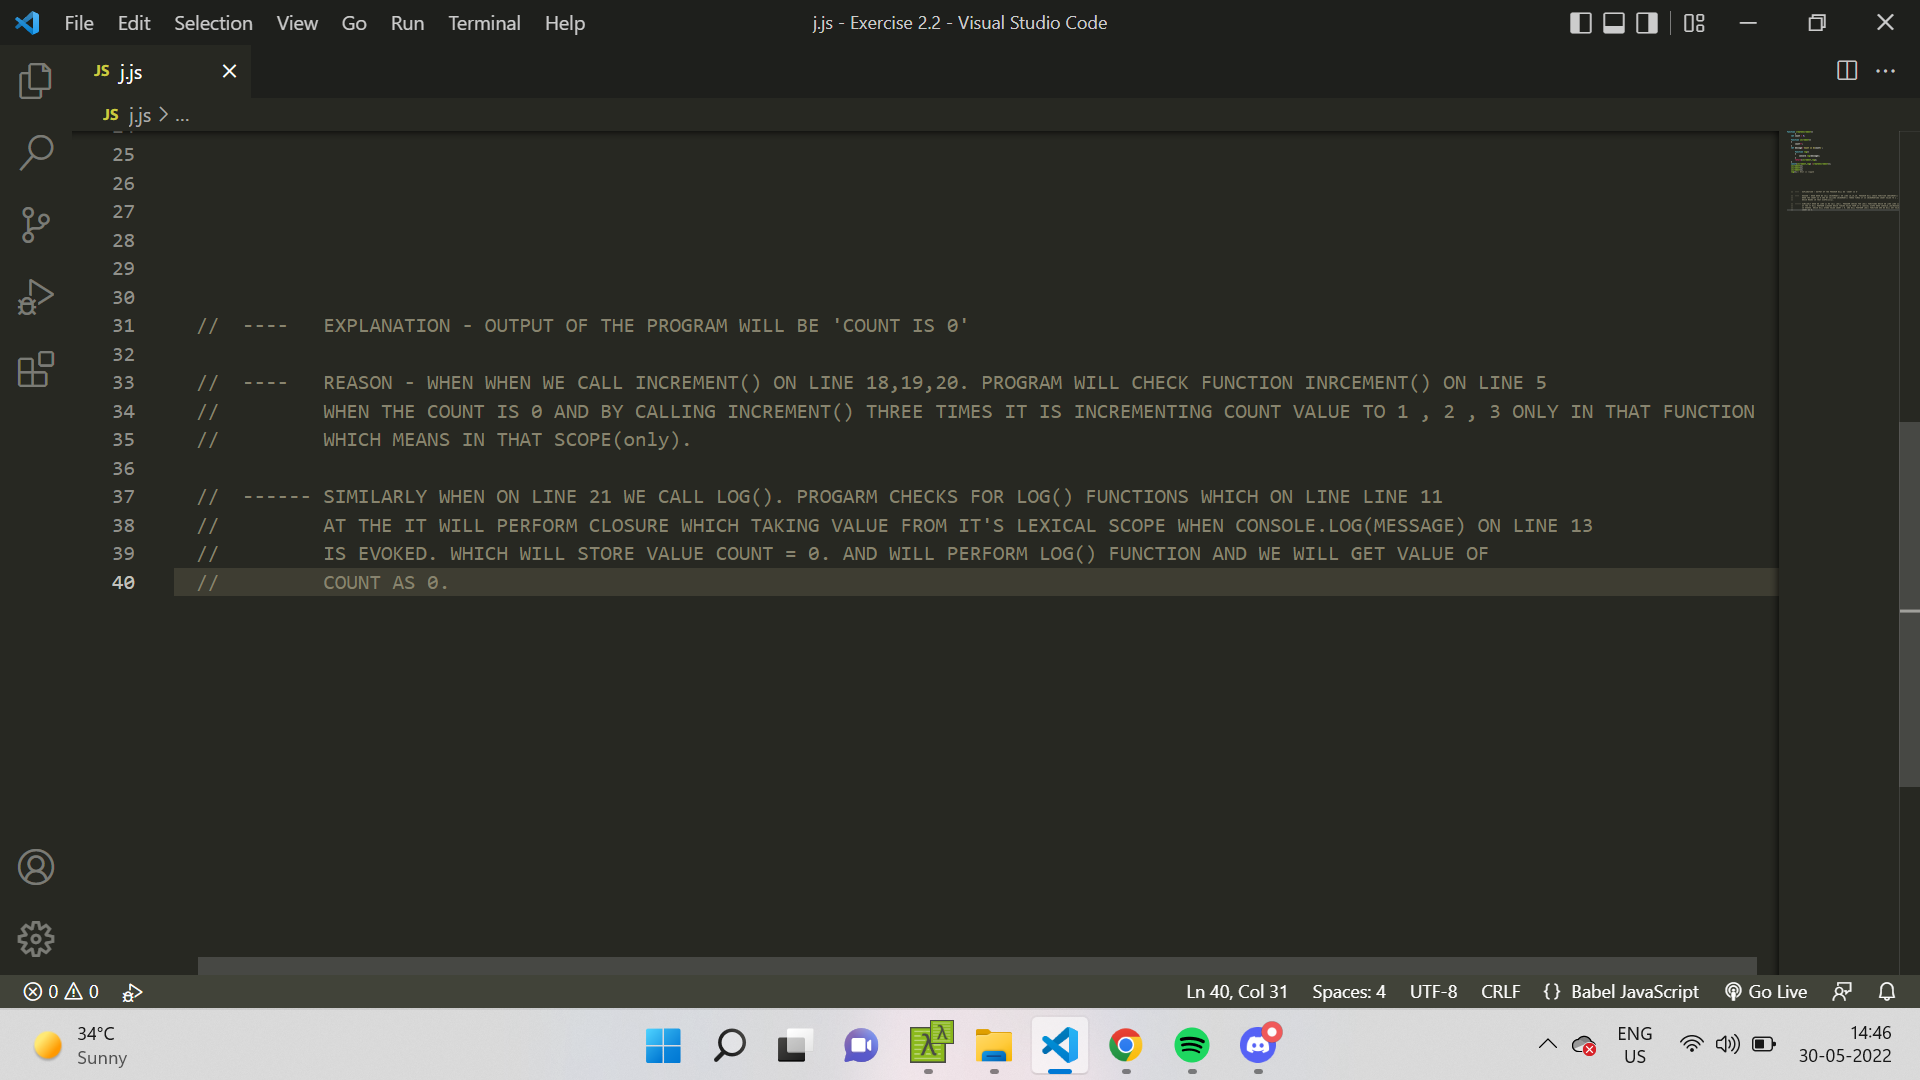 File Edit Selection View Go Run Terminal Help j.js - Exercise 2.2 - Visual Studio Code
JS j.js
JS j.js > ...
25
26
27
28
29
30
31 // ---- EXPLANATION - OUTPUT OF THE PROGRAM WILL BE 'COUNT IS 0'
32
33 // ---- REASON - WHEN WHEN WE CALL INCREMENT() ON LINE 18,19,20. PROGRAM WILL CHECK FUNCTION INRCEMENT() ON LINE 5
34 // WHEN THE COUNT IS 0 AND BY CALLING INCREMENT() THREE TIMES IT IS INCREMENTING COUNT VALUE TO 1 , 2 , 3 ONLY IN THAT FUNCTION
35 // WHICH MEANS IN THAT SCOPE(only).
36
37 // ------ SIMILARLY WHEN ON LINE 21 WE CALL LOG(). PROGARM CHECKS FOR LOG() FUNCTIONS WHICH ON LINE LINE 11
38 // AT THE IT WILL PERFORM CLOSURE WHICH TAKING VALUE FROM IT'S LEXICAL SCOPE WHEN CONSOLE.LOG(MESSAGE) ON LINE 13
39 // IS EVOKED. WHICH WILL STORE VALUE COUNT = 0. AND WILL PERFORM LOG() FUNCTION AND WE WILL GET VALUE OF
40 // COUNT AS 0.
0 0 Ln 40, Col 31 Spaces: 4 UTF-8 CRLF {} Babel JavaScript Go Live
34°C
Sunny
ENG
US
14:46
30-05-2022